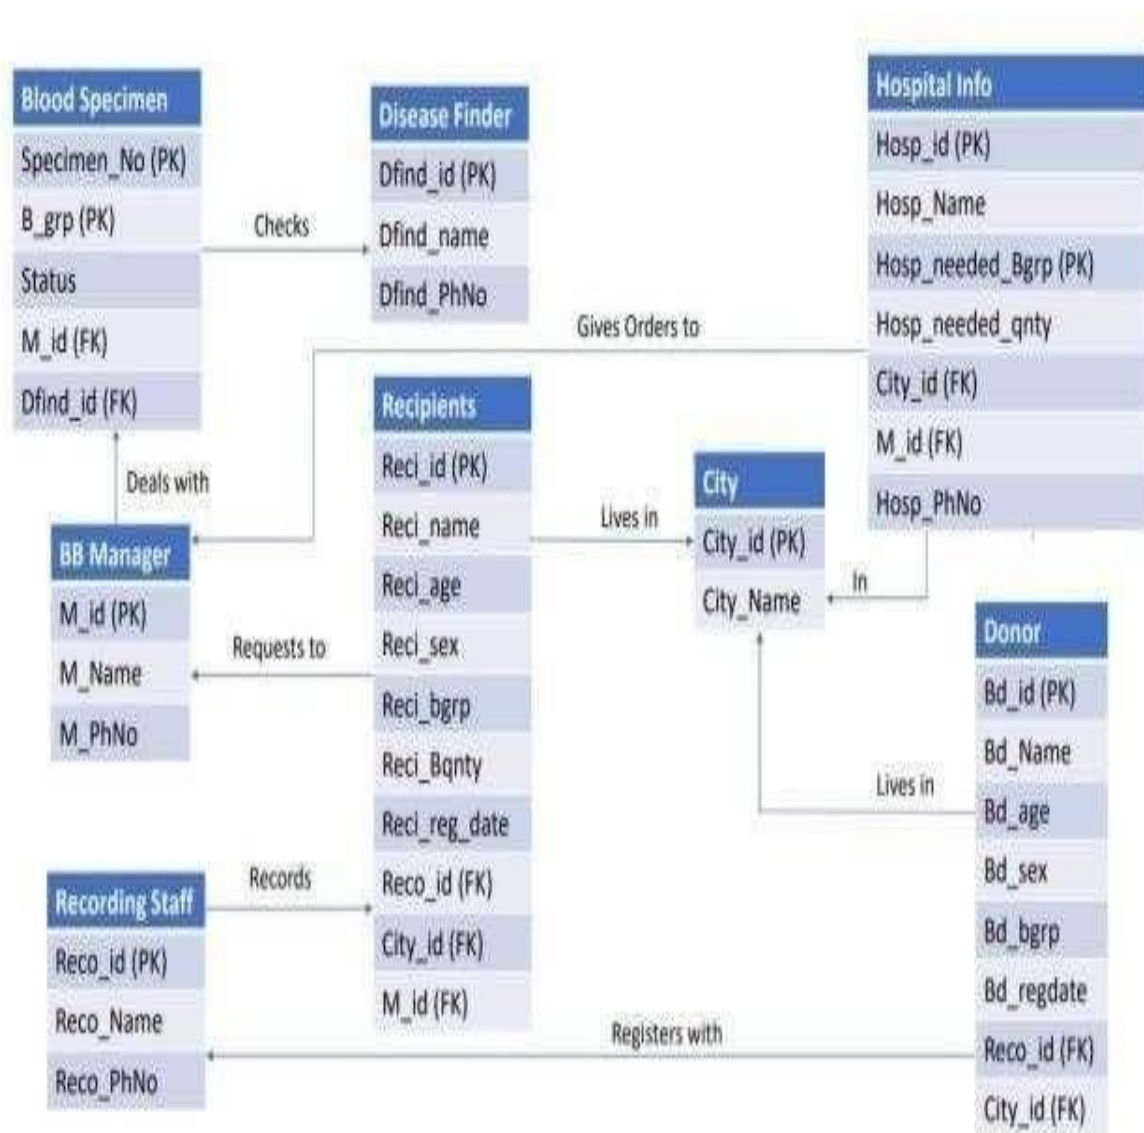 Blood Specimen
Specimen_No (PK)
B_grp (PK)
Status
M_id (FK)
Dfind_id (FK)
Checks
Disease Finder
Dfind_id (PK)
Dfind_name
Dfind_PhNo
Hospital Info
Hosp_id (PK)
Hosp_Name
Hosp_needed_Bgrp (PK)
Hosp_needed_qnty
City_id (FK)
M_id (FK)
Hosp_PhNo
Gives Orders to
Deals with
BB Manager
M_id (PK)
M_Name
M_PhNo
Requests to
Recipients
Reci_id (PK)
Reci_name
Reci_age
Reci_sex
Reci_bgrp
Reci_Bqnty
Reci_reg_date
Reco_id (FK)
City_id (FK)
M_id (FK)
Lives in
City
City_id (PK)
City_Name
In
Donor
Bd_id (PK)
Bd_Name
Bd_age
Bd_sex
Bd_bgrp
Bd_regdate
Reco_id (FK)
City_id (FK)
Lives in
Recording Staff
Reco_id (PK)
Reco_Name
Reco_PhNo
Records
Registers with